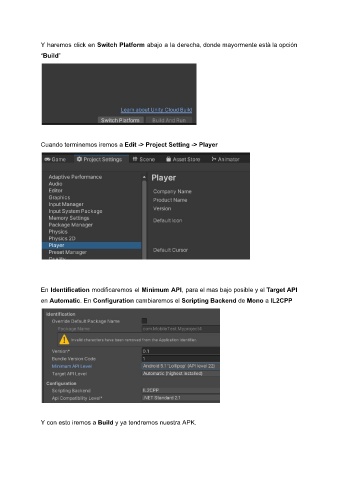 Y haremos click en Switch Platform abajo a la derecha, donde mayormente está la opción
"Build"
Learn about Unity Cloud Build
Switch Platform Build And Run
Cuando terminemos iremos a Edit -> Project Setting -> Player
Game Project Settings Scene Asset Store Animator
Adaptive Performance
Audio
Editor
Graphics
Input Manager
Input System Package
Memory Settings
Package Manager
Physics
Physics 2D
Player
Preset Manager
Quality
Player
Company Name
Product Name
Version
Default Icon
Default Cursor
En Identification modificaremos el Minimum API, para el mas bajo posible y el Target API
en Automatic. En Configuration cambiaremos el Scripting Backend de Mono a IL2CPP
Identification
Override Default Package Name
Package Name
Invalid characters have been removed from the Application Identifier.
Version* 0.1
Bundle Version Code 1
Minimum API Level Android 5.1 'Lollipop' (API level 22)
Target API Level Automatic (highest installed)
Configuration
Scripting Backend IL2CPP
Api Compatibility Level* .NET Standard 2.1
Y con esto iremos a Build y ya tendremos nuestra APK.